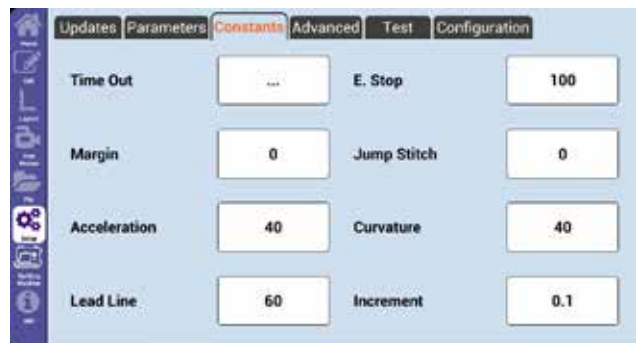 Updates Parameters Constants Advanced Test Configuration
Time Out ... E. Stop 100
Margin 0 Jump Stitch 0
Acceleration 40 Curvature 40
Lead Line 60 Increment 0.1